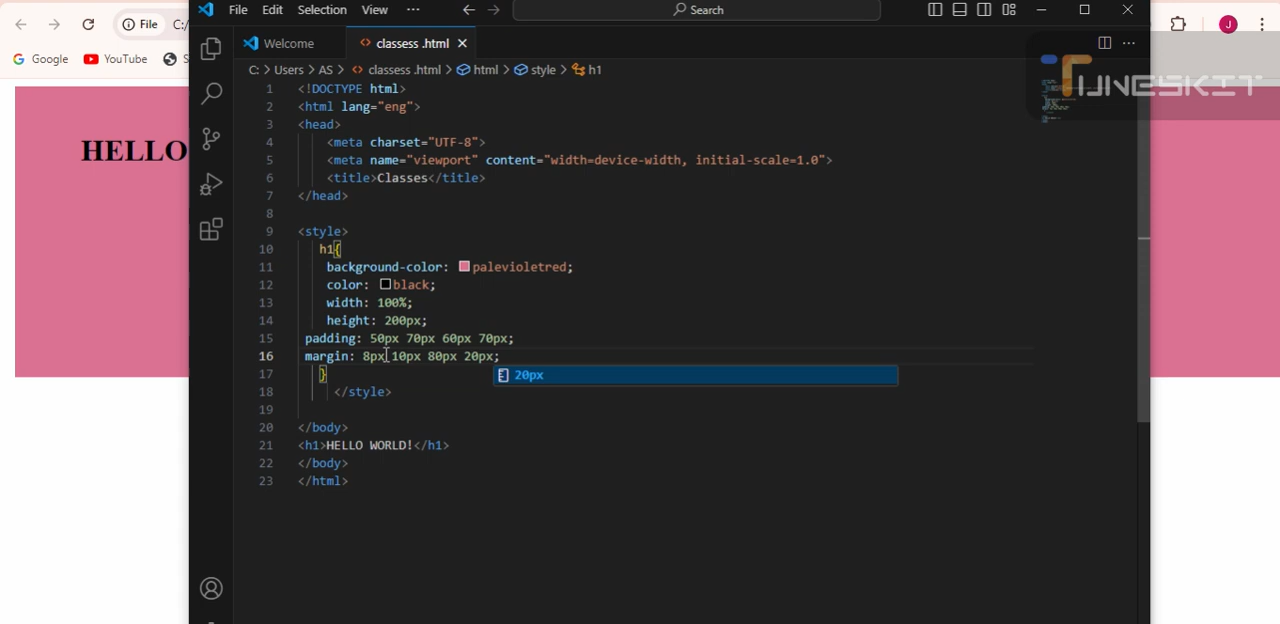 File Edit Selection View ··· Search
File C:/
Google YouTube S
Welcome classess .html
C: > Users > AS > classess .html > html > style > h1
TUNESKIT
HELLO
1 <!DOCTYPE html>
2 <html lang="eng">
3 <head>
4 <meta charset="UTF-8">
5 <meta name="viewport" content="width=device-width, initial-scale=1.0">
6 <title>Classes</title>
7 </head>
8
9 <style>
10 h1{
11 background-color: palevioletred;
12 color: black;
13 width: 100%;
14 height: 200px;
15 padding: 50px 70px 60px 70px;
16 margin: 8px 10px 80px 20px;
20px
17 }
18 </style>
19
20 </body>
21 <h1>HELLO WORLD!</h1>
22 </body>
23 </html>
J